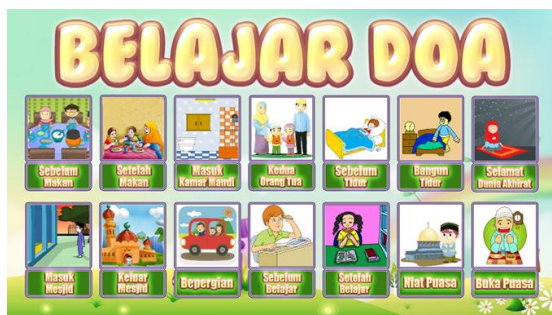 BELAJAR DOA
Sebelum
Makan
Setelah
Makan
Masuk
Kamar Mandi
Kedua
Orang Tua
Sebelum
Tidur
Bangun
Tidur
Selamat
Dunia Akhirat
Masuk
Mesjid
Keluar
Mesjid
Bepergian
Sebelum
Belajar
Setelah
Belajar
Niat Puasa
Buka Puasa